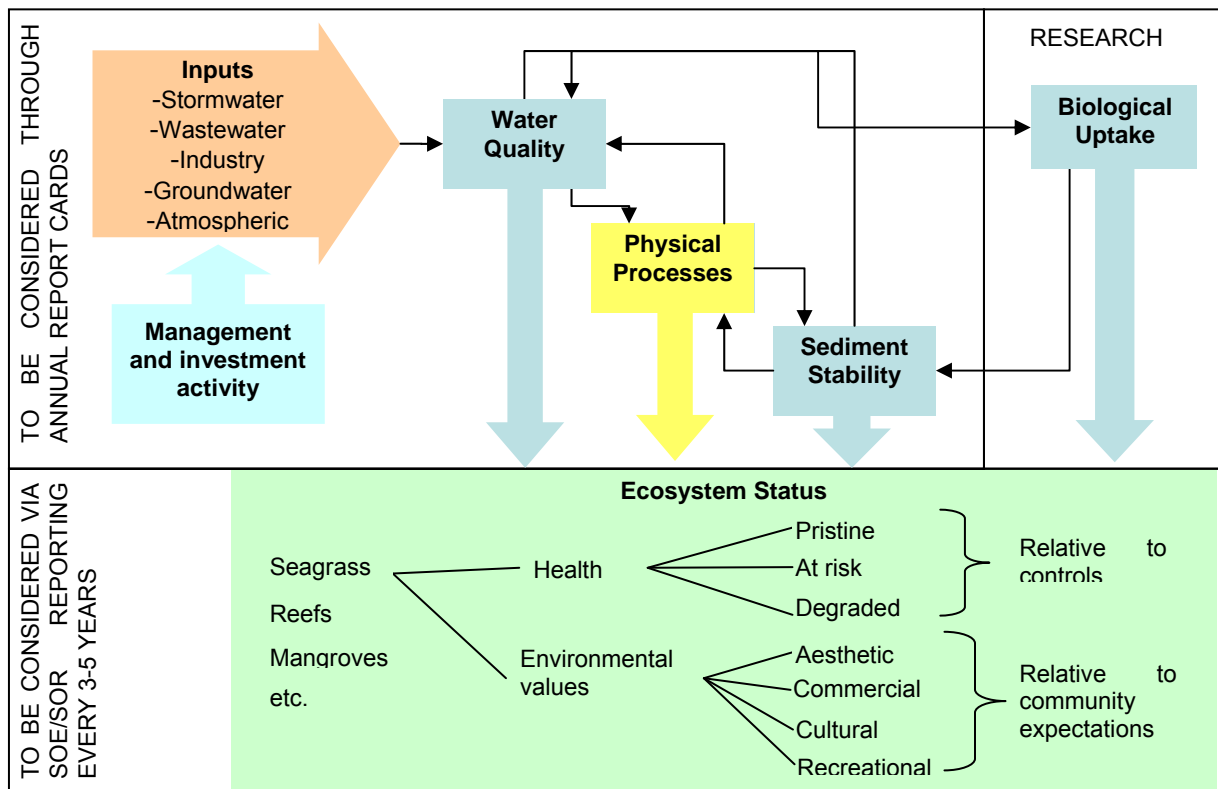 TO BE CONSIDERED THROUGH
ANNUAL REPORT CARDS
Inputs
-Stormwater
-Wastewater
-Industry
-Groundwater
-Atmospheric
Management
and investment
activity
Water
Quality
Physical
Processes
Sediment
Stability
RESEARCH
Biological
Uptake
TO BE CONSIDERED VIA
SOE/SOR REPORTING
EVERY 3-5 YEARS
Ecosystem Status
Seagrass
Reefs
Mangroves
etc.
Health
Environmental
values
Pristine
At risk
Degraded
Aesthetic
Commercial
Cultural
Recreational
Relative to
controls
Relative to
community
expectations